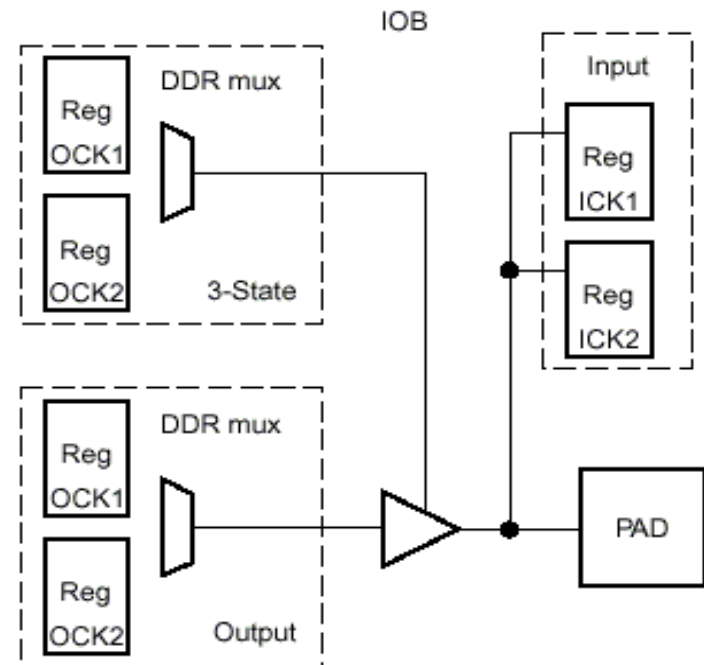 IOB
DDR mux
Reg
OCK1
Reg
OCK2
3-State
Input
Reg
ICK1
Reg
ICK2
DDR mux
Reg
OCK1
Reg
OCK2
Output
PAD